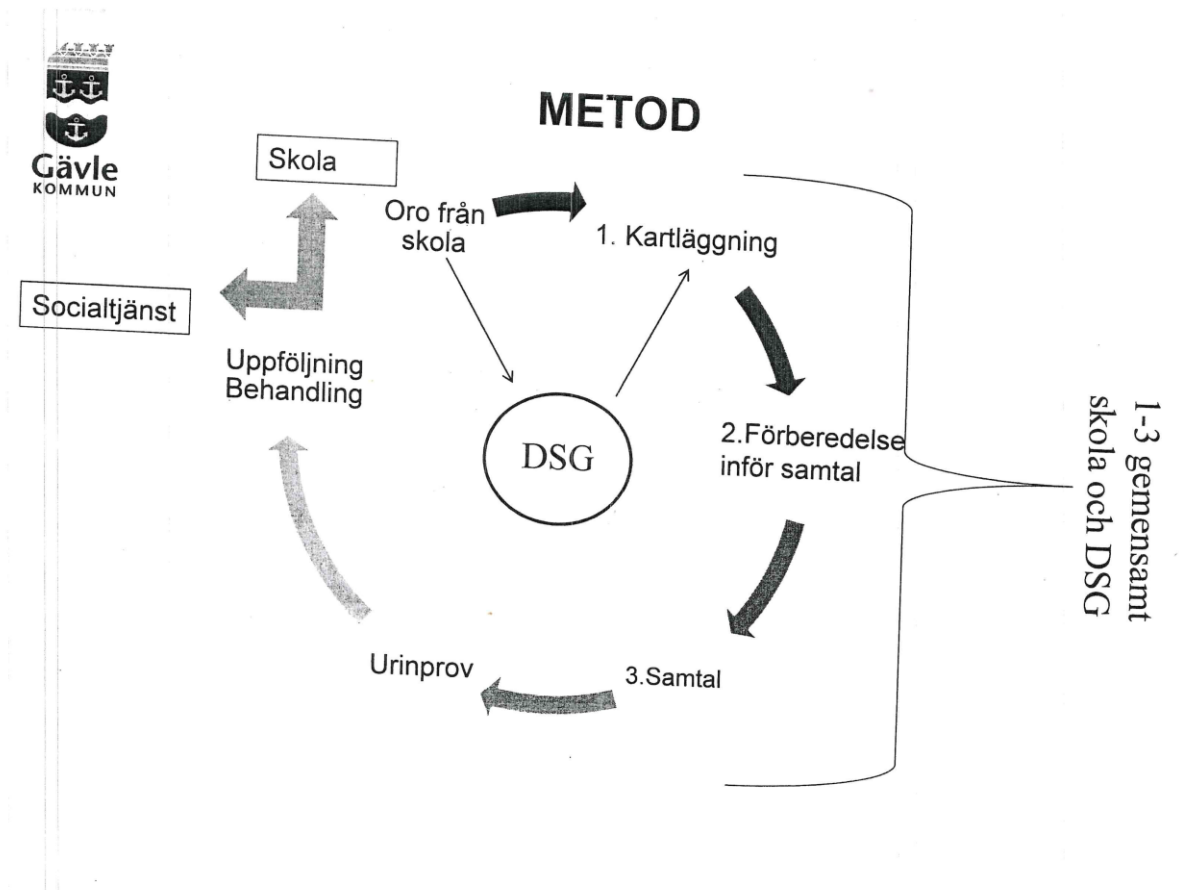 Gävle
KOMMUN
METOD
Skola
Oro från
skola
1. Kartläggning
Socialtjänst
Uppföljning
Behandling
DSG
2.Förberedelse
inför samtal
1-3 gemensamt
skola och DSG
Urinprov
3.Samtal